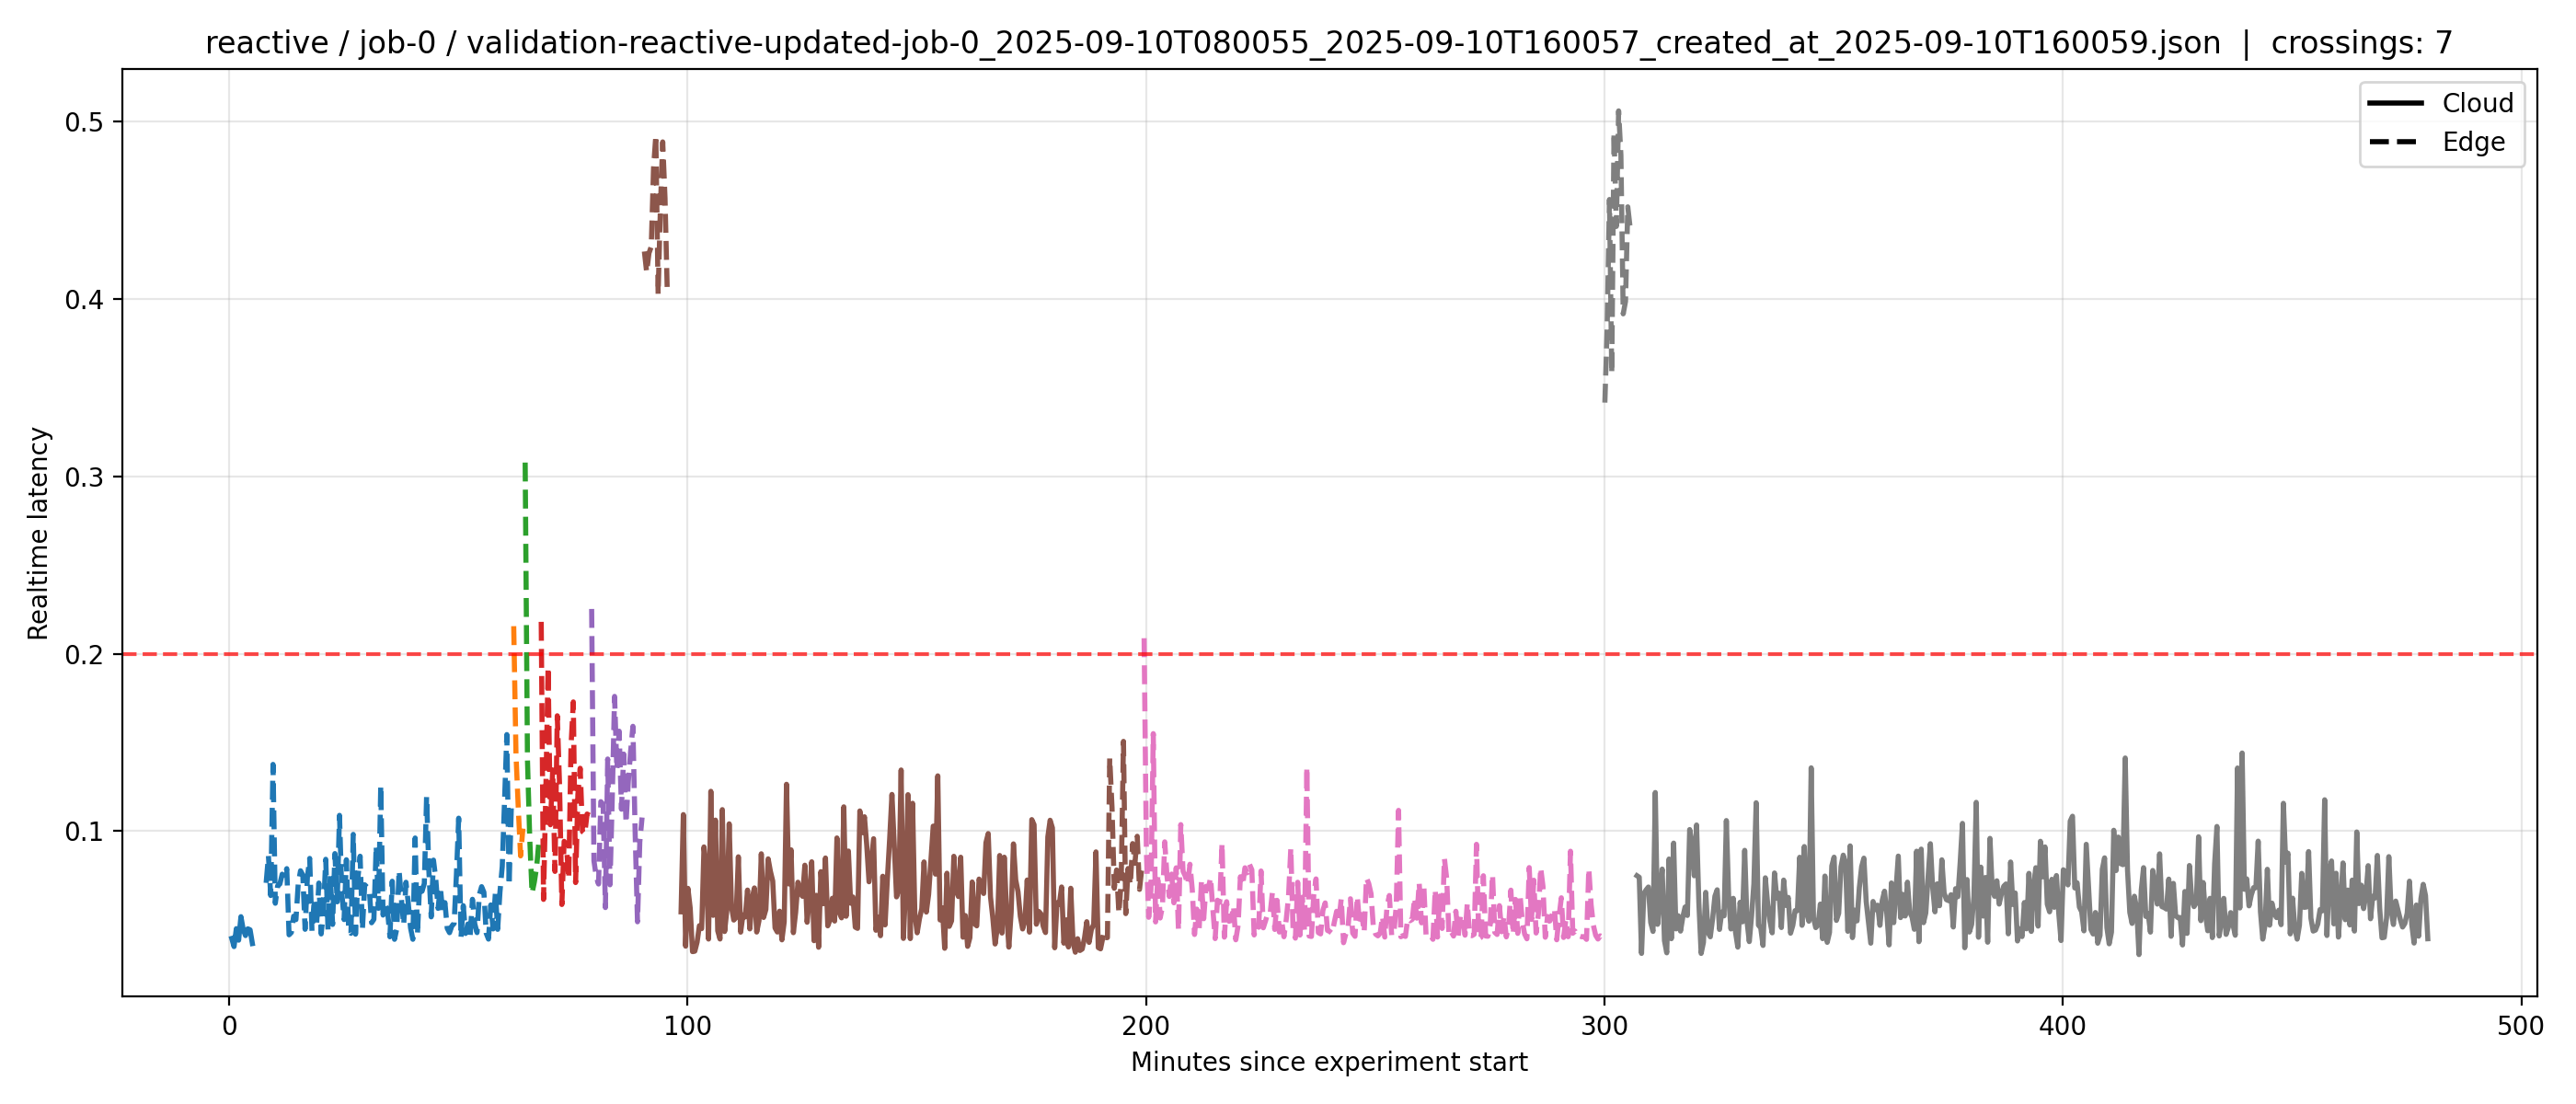 reactive / job-0 / validation-reactive-updated-job-0_2025-09-10T080055_2025-09-10T160057_created_at_2025-09-10T160059.json | crossings: 7
Cloud
Edge
Realtime latency
0.5
0.4
0.3
0.2
0.1
0
100
200
300
400
500
Minutes since experiment start